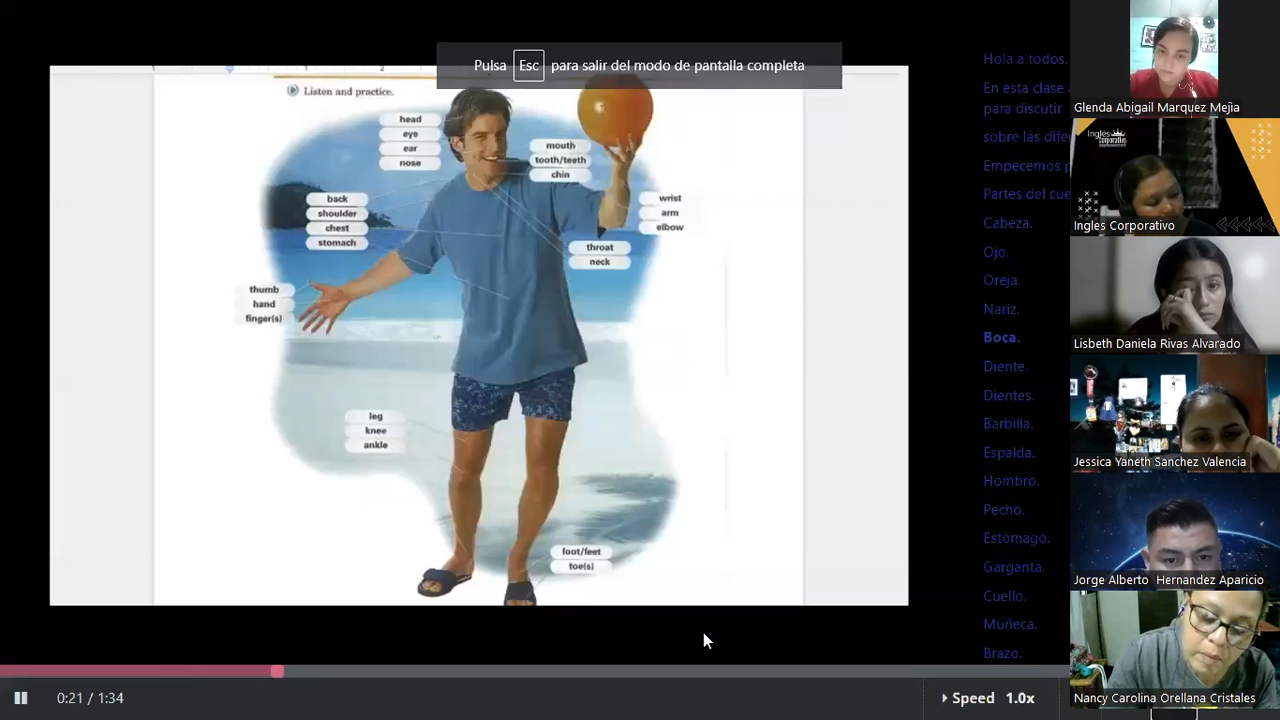 Pulsa Esc para salir del modo de pantalla completa
Listen and practice.
head
eye
ear
nose
mouth
tooth/teeth
chin
back
shoulder
chest
stomach
wrist
arm
elbow
throat
neck
thumb
hand
finger(s)
leg
knee
ankle
foot/feet
toe(s)
Hola a todos.
En esta clase
para discutir
sobre las
Empecemos
Partes del
Cabeza.
Ojo.
Oreja.
Nariz.
Boca.
Diente.
Dientes.
Barbilla.
Espalda.
Hombro.
Pecho.
Estómago.
Garganta.
Cuello.
Muñeca.
Brazo.
0:21 / 1:34
Speed 1.0x
Glenda Abigail Marquez Mejia
Inglés
Corporativo
Ingles Corporativo
Lisbeth Daniela Rivas Alvarado
Jessica Yaneth Sanchez Valencia
Jorge Alberto Hernandez Aparicio
Nancy Carolina Orellana Cristales